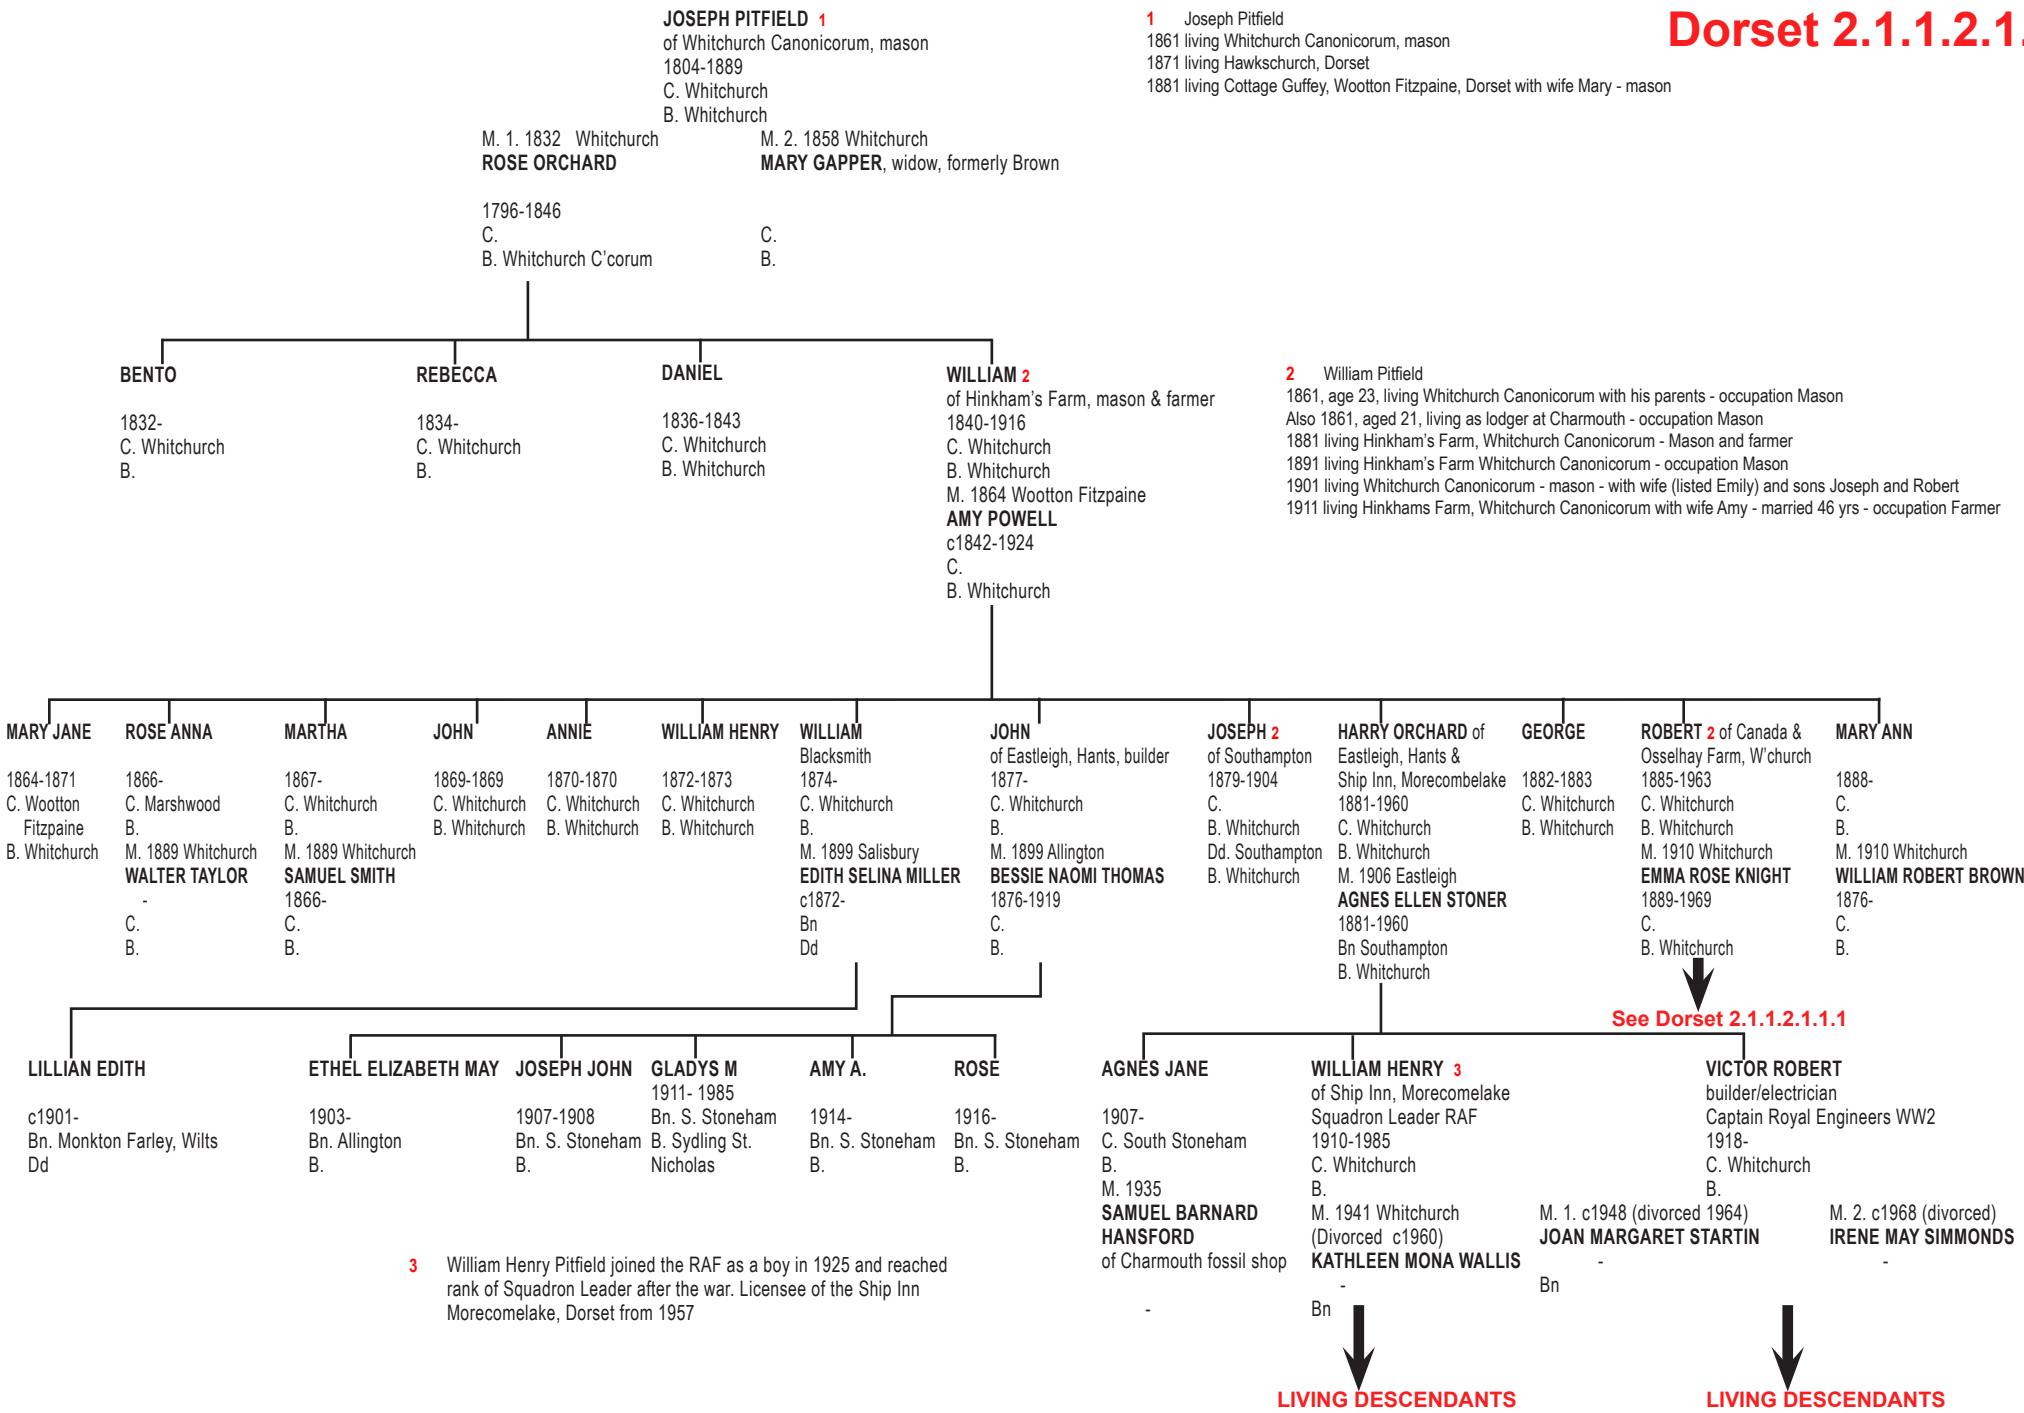 Dorset 2.1.1.2.1.
JOSEPH PITFIELD 1
of Whitchurch Canonicorum, mason
1804-1889
C. Whitchurch
B. Whitchurch
1 Joseph Pitfield
1861 living Whitchurch Canonicorum, mason
1871 living Hawkschurch, Dorset
1881 living Cottage Guffey, Wootton Fitzpaine, Dorset with wife Mary - mason
M. 1. 1832 Whitchurch
ROSE ORCHARD
1796-1846
C.
B. Whitchurch C'corum
M. 2. 1858 Whitchurch
MARY GAPPER, widow, formerly Brown
C.
B.
BENTO
1832-
C. Whitchurch
B.
REBECCA
1834-
C. Whitchurch
B.
DANIEL
1836-1843
C. Whitchurch
B. Whitchurch
WILLIAM 2
of Hinkham's Farm, mason & farmer
1840-1916
C. Whitchurch
B. Whitchurch
M. 1864 Wootton Fitzpaine
AMY POWELL
c1842-1924
C.
B. Whitchurch
2 William Pitfield
1861, age 23, living Whitchurch Canonicorum with his parents - occupation Mason
Also 1861, aged 21, living as lodger at Charmouth - occupation Mason
1881 living Hinkham's Farm, Whitchurch Canonicorum - Mason and farmer
1891 living Hinkham's Farm Whitchurch Canonicorum - occupation Mason
1901 living Whitchurch Canonicorum - mason - with wife (listed Emily) and sons Joseph and Robert
1911 living Hinkhams Farm, Whitchurch Canonicorum with wife Amy - married 46 yrs - occupation Farmer
MARY JANE
1864-1871
C. Wootton
Fitzpaine
B. Whitchurch
ROSE ANNA
1866-
C. Marshwood
B.
M. 1889 Whitchurch
WALTER TAYLOR
-
C.
B.
MARTHA
1867-
C. Whitchurch
B.
M. 1889 Whitchurch
SAMUEL SMITH
1866-
C.
B.
JOHN
1869-1869
C. Whitchurch
B. Whitchurch
ANNIE
1870-1870
C. Whitchurch
B. Whitchurch
WILLIAM HENRY
1872-1873
C. Whitchurch
B. Whitchurch
WILLIAM
Blacksmith
1874-
C. Whitchurch
B.
M. 1899 Salisbury
EDITH SELINA MILLER
c1872-
Bn
Dd
JOHN
of Eastleigh, Hants, builder
1877-
C. Whitchurch
B.
M. 1899 Allington
BESSIE NAOMI THOMAS
1876-1919
C.
B.
JOSEPH 2
of Southampton
1879-1904
C.
B. Whitchurch
Dd. Southampton
B. Whitchurch
HARRY ORCHARD of
Eastleigh, Hants &
Ship Inn, Morecombelake
1881-1960
C. Whitchurch
B. Whitchurch
M. 1906 Eastleigh
AGNES ELLEN STONER
1881-1960
Bn Southampton
B. Whitchurch
GEORGE
1882-1883
C. Whitchurch
B. Whitchurch
ROBERT 2 of Canada &
Osselhay Farm, W'church
1885-1963
C. Whitchurch
B. Whitchurch
M. 1910 Whitchurch
EMMA ROSE KNIGHT
1889-1969
C.
B. Whitchurch
See Dorset 2.1.1.2.1.1.1
MARY ANN
1888-
C.
B.
M. 1910 Whitchurch
WILLIAM ROBERT BROWN
1876-
C.
B.
LILLIAN EDITH
c1901-
Bn. Monkton Farley, Wilts
Dd
ETHEL ELIZABETH MAY
1903-
Bn. Allington
B.
JOSEPH JOHN
1907-1908
Bn. S. Stoneham
B.
GLADYS M
1911- 1985
Bn. S. Stoneham
B. Sydling St.
Nicholas
AMY A.
1914-
Bn. S. Stoneham
B.
ROSE
1916-
Bn. S. Stoneham
B.
AGNES JANE
1907-
C. South Stoneham
B.
M. 1935
SAMUEL BARNARD
HANSFORD
of Charmouth fossil shop
-
WILLIAM HENRY 3
of Ship Inn, Morecomelake
Squadron Leader RAF
1910-1985
C. Whitchurch
B.
M. 1941 Whitchurch
(Divorced c1960)
KATHLEEN MONA WALLIS
-
Bn
LIVING DESCENDANTS
VICTOR ROBERT
builder/electrician
Captain Royal Engineers WW2
1918-
C. Whitchurch
B.
M. 1. c1948 (divorced 1964)
JOAN MARGARET STARTIN
-
Bn
M. 2. c1968 (divorced)
IRENE MAY SIMMONDS
-
LIVING DESCENDANTS
3 William Henry Pitfield joined the RAF as a boy in 1925 and reached
rank of Squadron Leader after the war. Licensee of the Ship Inn
Morecomelake, Dorset from 1957